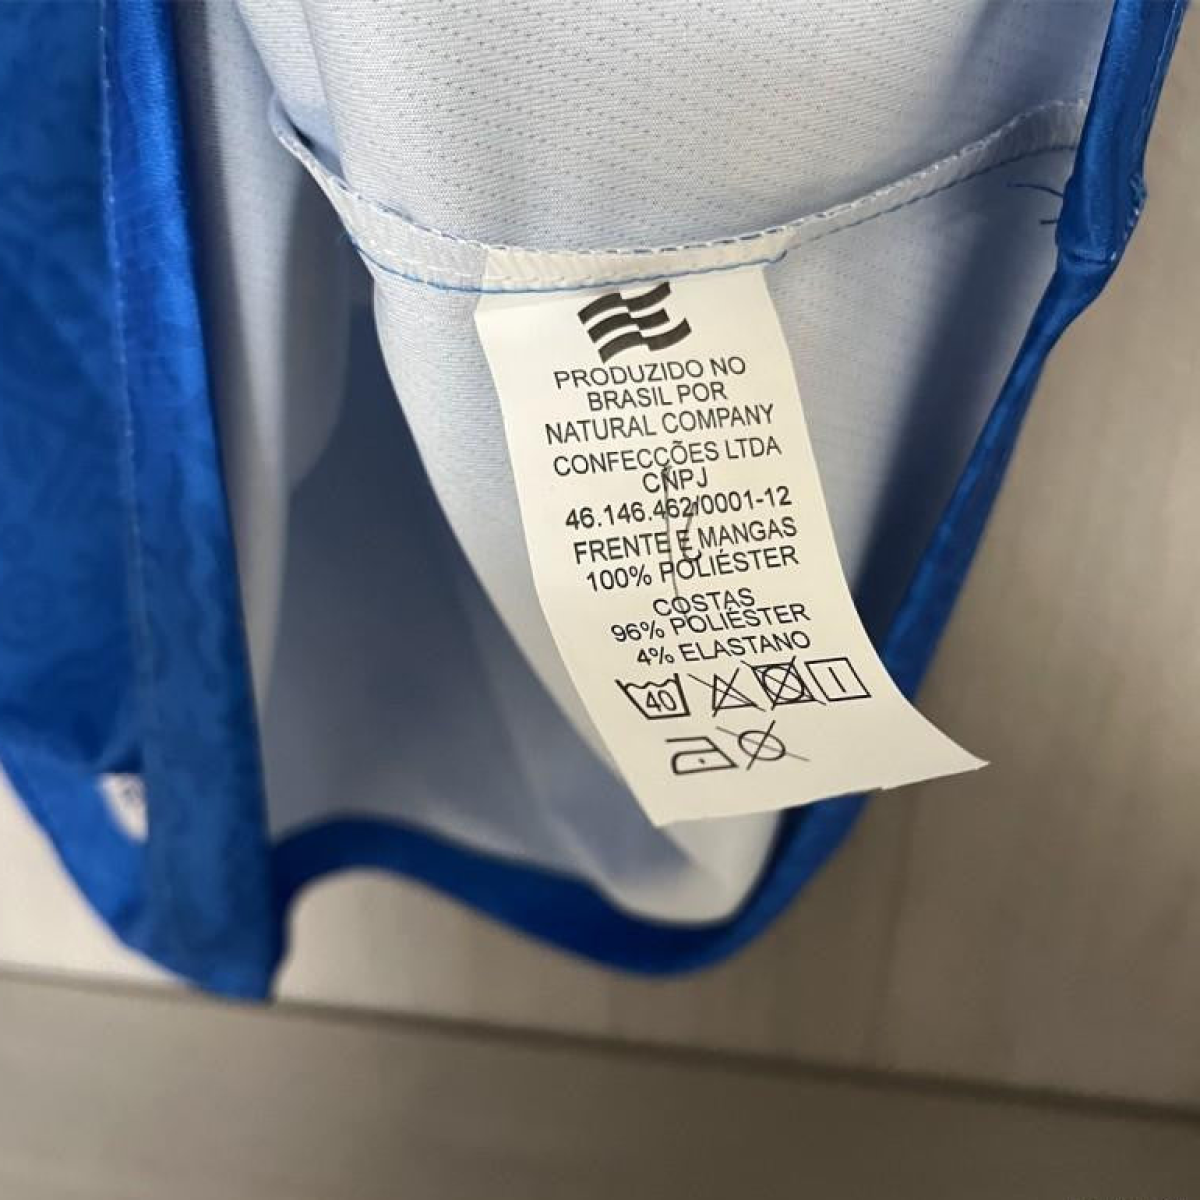 PRODUZIDO NO
BRASIL POR
NATURAL COMPANY
CONFECÇÕES LTDA
CNPJ
46.146.462/0001-12
FRENTE E MANGAS
100% POLIÉSTER
COSTAS
96% POLIÉSTER
4% ELASTANO
40